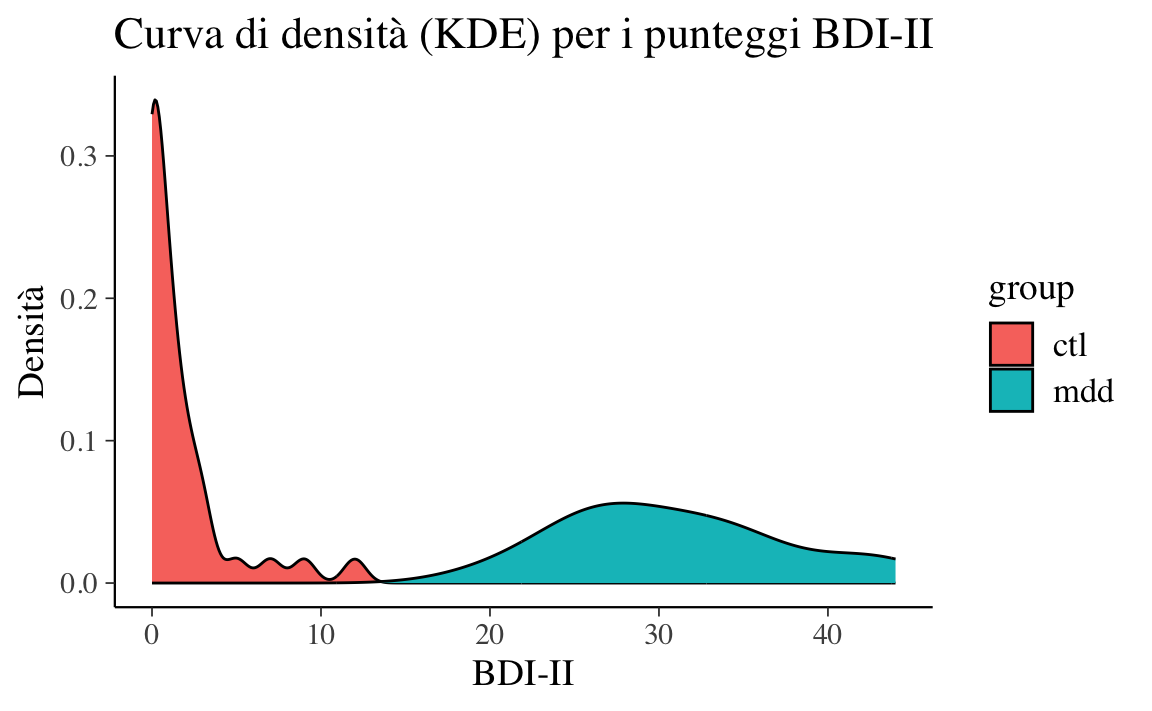 Curva di densità (KDE) per i punteggi BDI-II
Densità
0.3
0.2
0.1
0.0
0
10
20
30
40
BDI-II
group
ctl
mdd